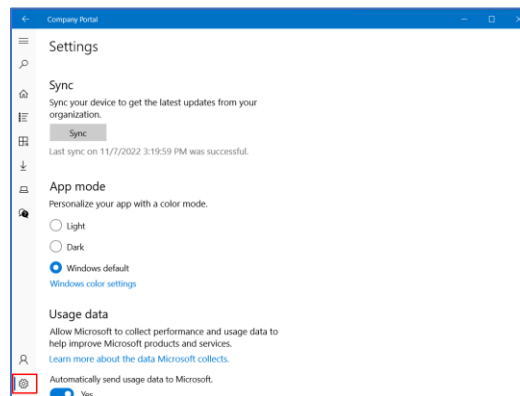 Company Portal
Settings
Sync
Sync your device to get the latest updates from your
organization.
Sync
Last sync on 11/7/2022 3:19:59 PM was successful.
App mode
Personalize your app with a color mode.
Light
Dark
Windows default
Windows color settings
Usage data
Allow Microsoft to collect performance and usage data to
help improve Microsoft products and services.
Learn more about the data Microsoft collects.
Automatically send usage data to Microsoft.
Yes